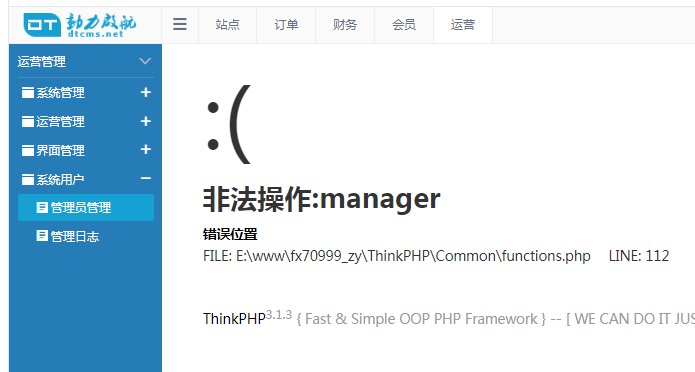 动力启航
dtcms.net
站点 订单 财务 会员 运营
运营管理
系统管理
运营管理
界面管理
系统用户
管理员管理
管理日志
:(
非法操作:manager
错误位置
FILE: E:\www\fx70999_zy\ThinkPHP\Common\functions.php LINE: 112
ThinkPHP3.1.3 { Fast & Simple OOP PHP Framework } -- [ WE CAN DO IT JUS